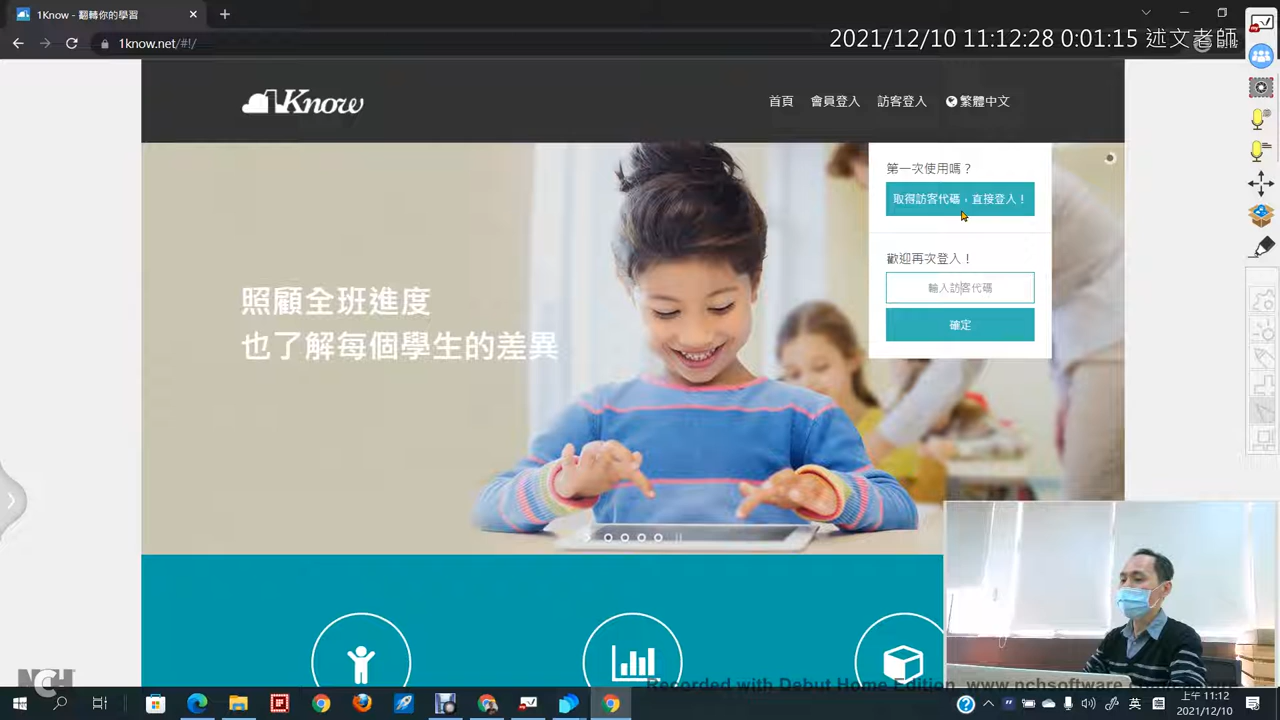 1Know - 翻轉你的學習
1know.net/#!/
2021/12/10 11:12:28 0:01:15 述文老師
1Know
首頁 會員登入 訪客登入 繁體中文
第一次使用嗎？
取得訪客代碼，直接登入！
歡迎再次登入！
輸入訪客代碼
確定
照顧全班進度
也了解每個學生的差異
NCH
Recorded with Debut Home Edition www.nchsoftware.com/capture
英
上午 11:12
2021/12/10